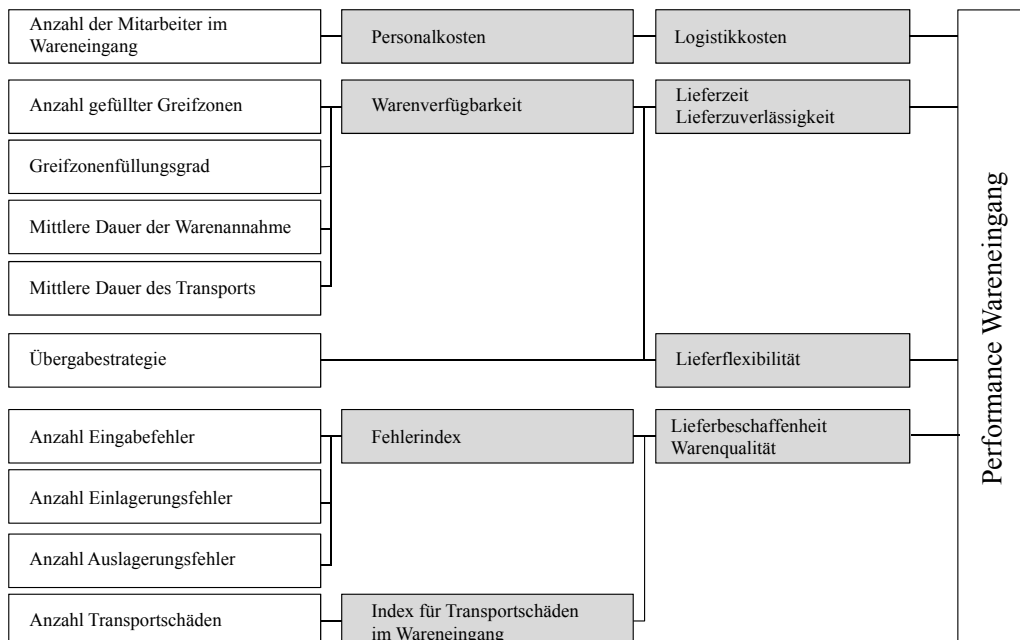 Anzahl der Mitarbeiter im
Wareneingang
Personalkosten
Logistikkosten
Anzahl gefüllter Greifzonen
Warenverfügbarkeit
Lieferzeit
Lieferzuverlässigkeit
Greifzonenfüllungsgrad
Mittlere Dauer der Warenannahme
Mittlere Dauer des Transports
Übergabestrategie
Lieferflexibilität
Anzahl Eingabefehler
Fehlerindex
Lieferbeschaffenheit
Warenqualität
Anzahl Einlagerungsfehler
Anzahl Auslagerungsfehler
Anzahl Transportschäden
Index für Transportschäden
im Wareneingang
Performance Wareneingang